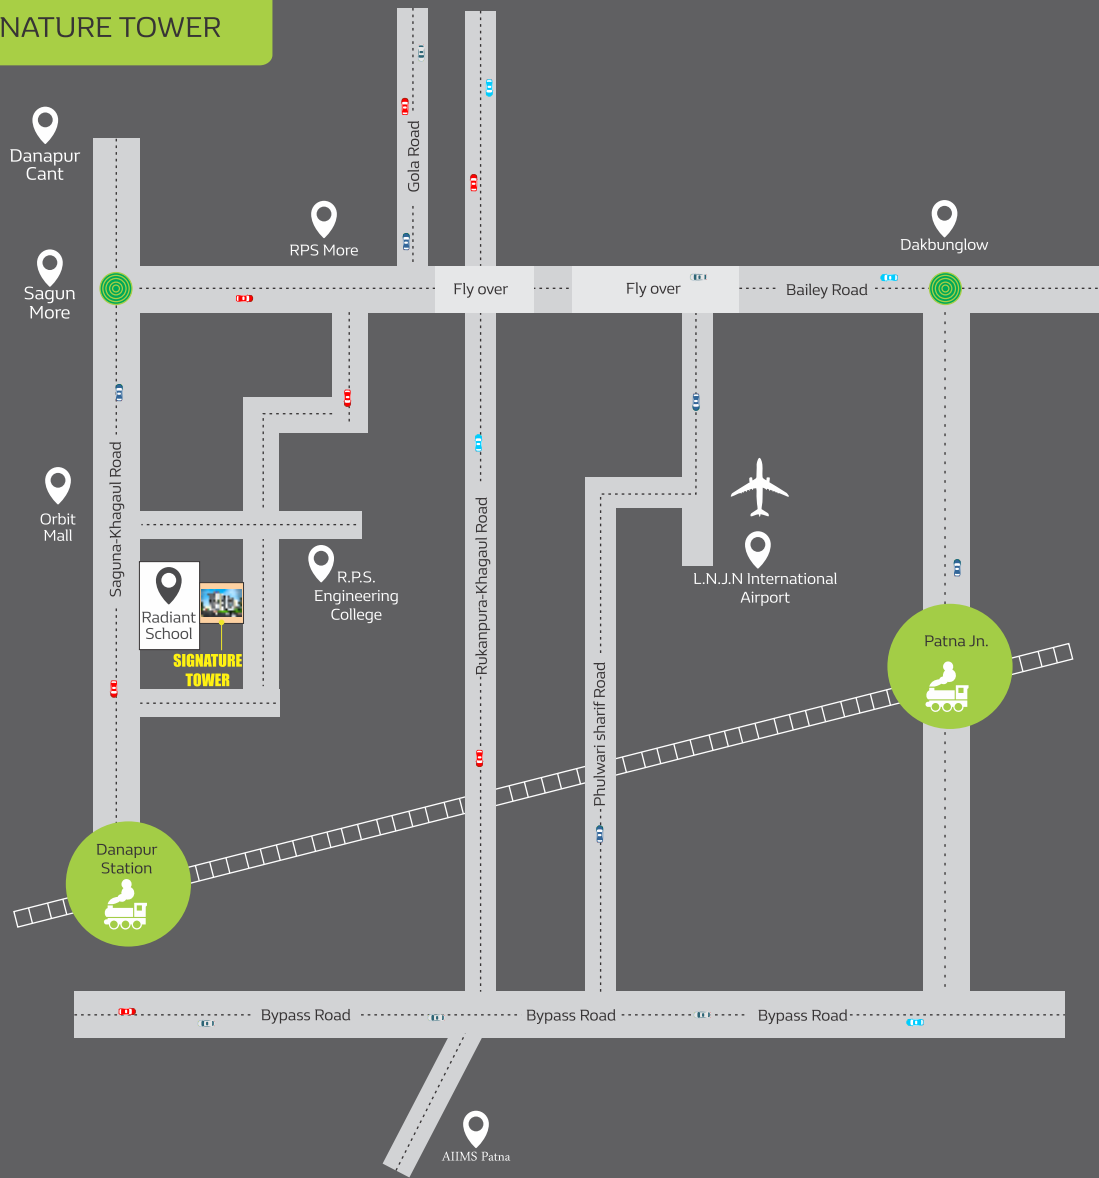 NATURE TOWER
Gola Road
Danapur
Cant
RPS More
Dakbunglow
Sagun
More
Fly over
Fly over
Bailey Road
Saguna-Khagaul Road
Orbit
Mall
Rukanpura-Khagaul Road
R.P.S.
Engineering
College
L.N.J.N International
Airport
Radiant
School
SIGNATURE
TOWER
Patna Jn.
Phulwari sharif Road
Danapur
Station
Bypass Road
Bypass Road
Bypass Road
AIIMS Patna